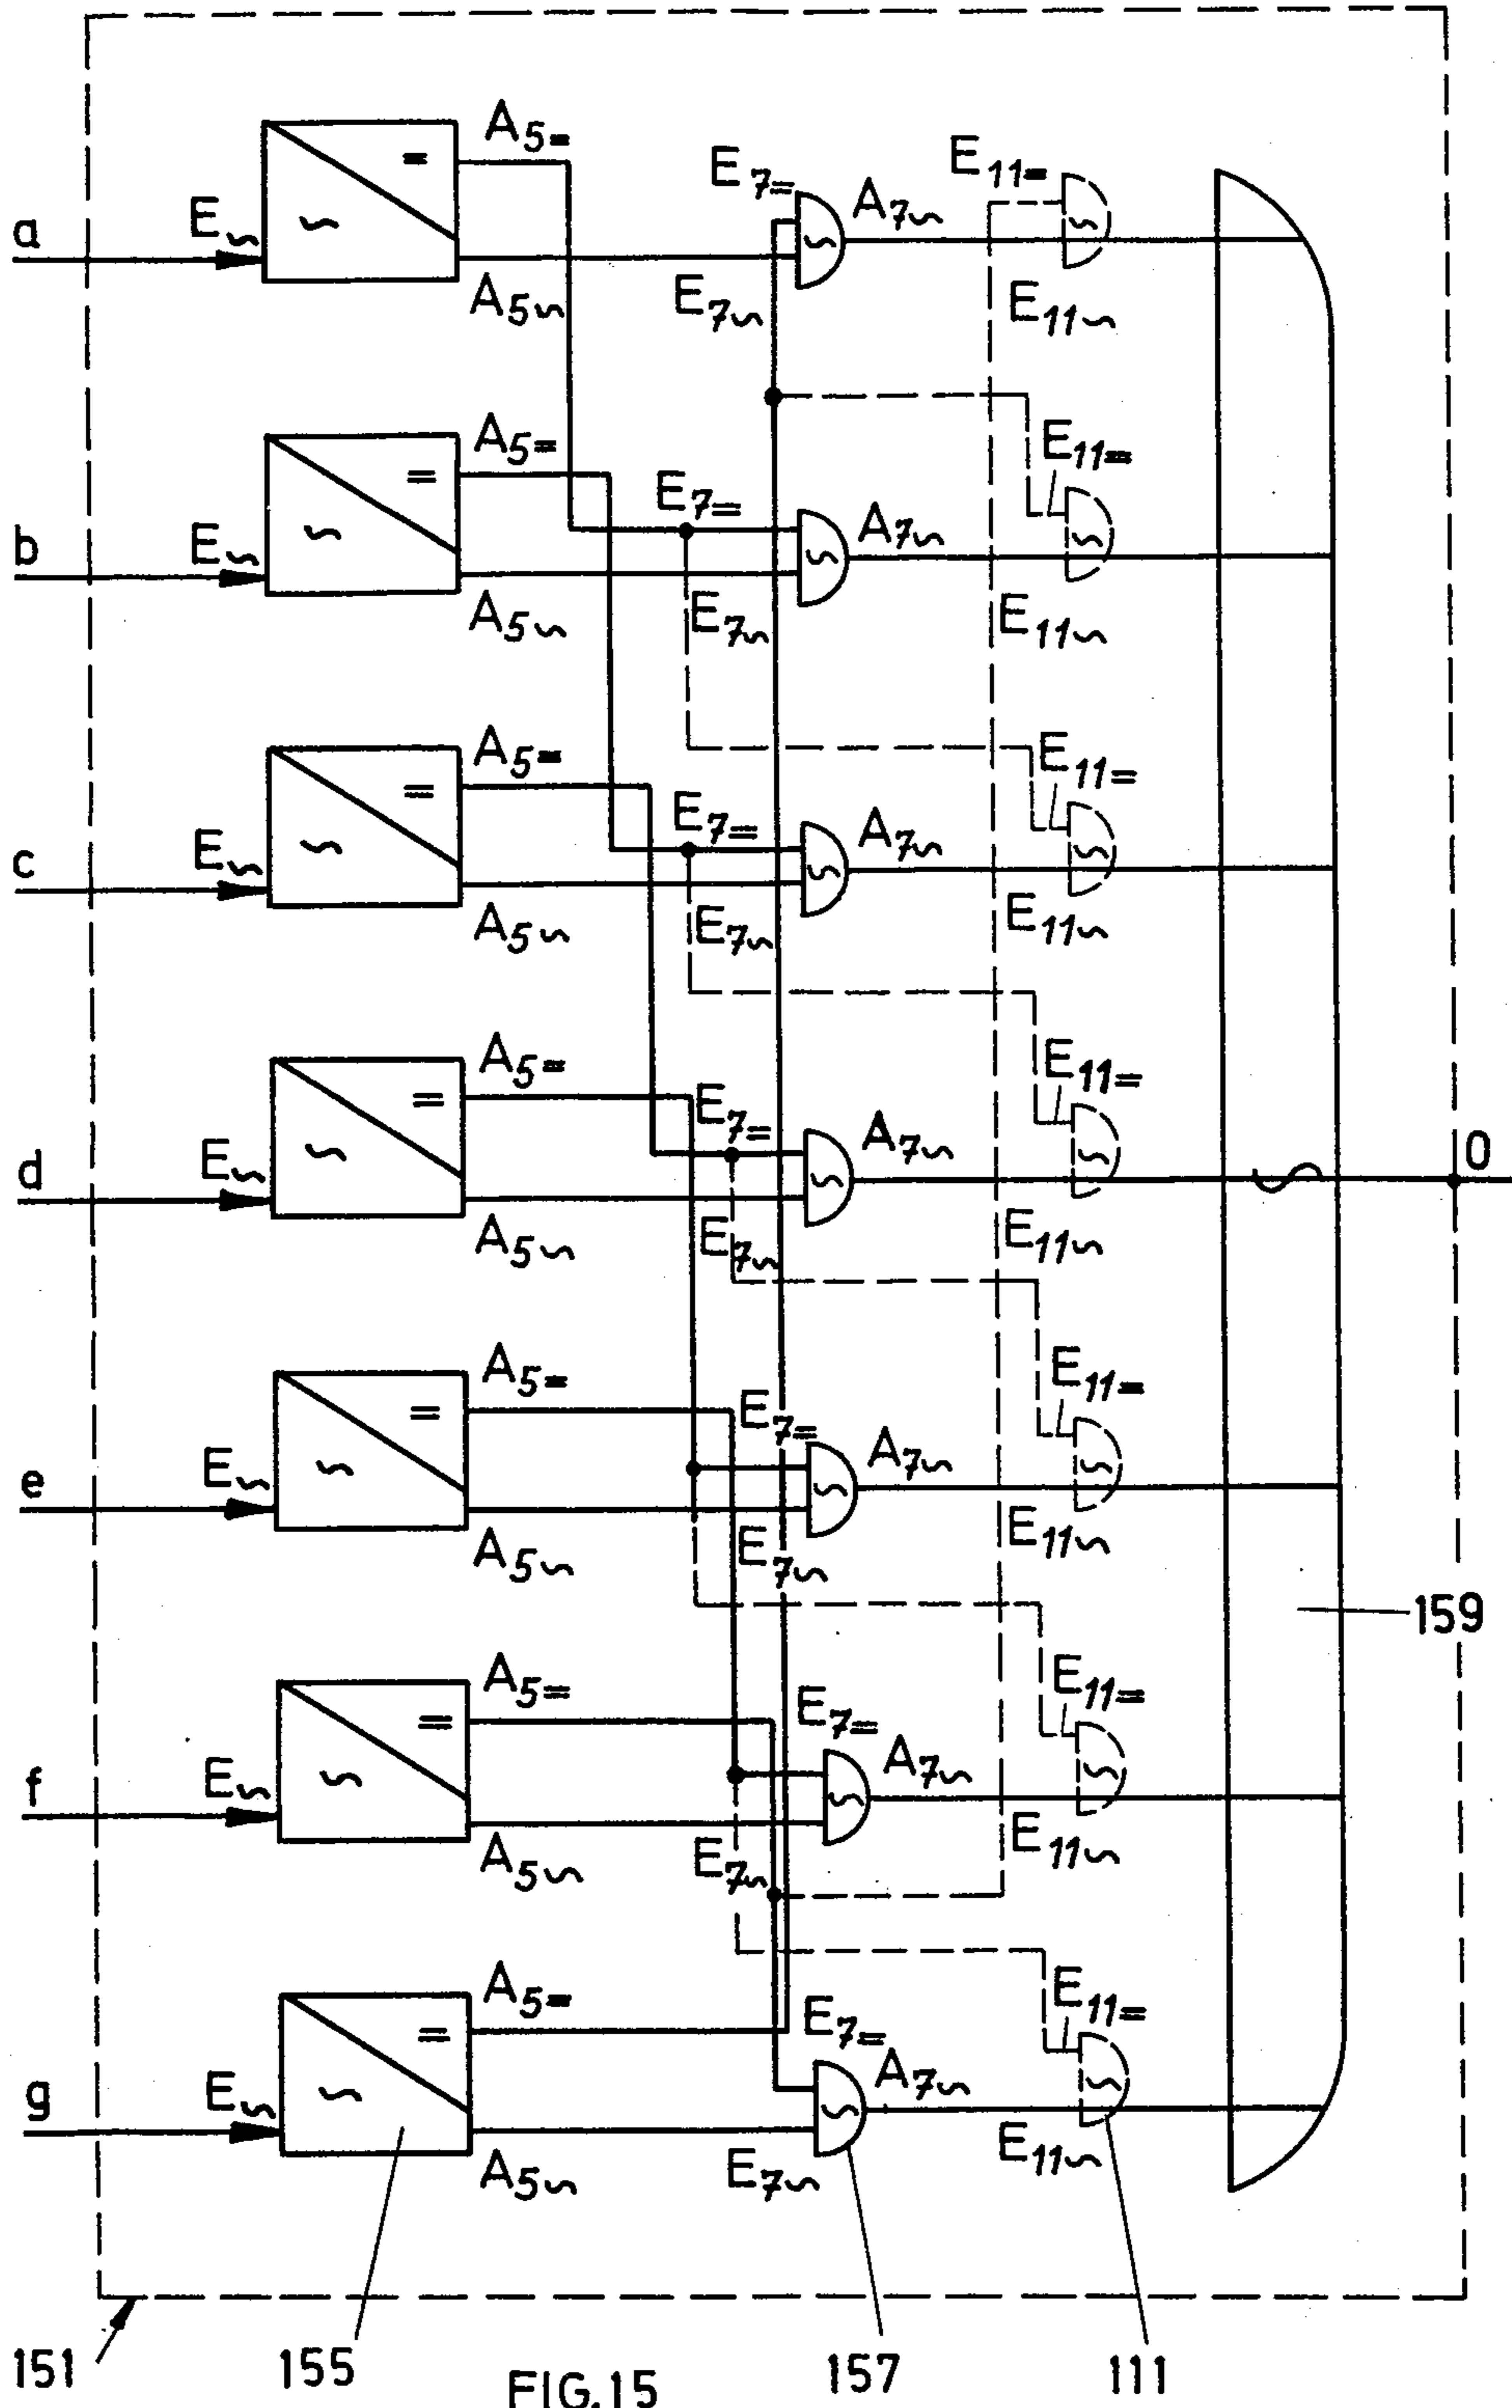 A5=
E7=
E11=
a
E~
A7~
A5~
E7~
E11~
A5=
E7=
E11=
b
E~
A7~
A5~
E7~
E11~
A5=
E7=
E11=
c
E~
A7~
A5~
E7~
E11~
A5=
E7=
E11=
d
E~
A7~
0
A5~
E7~
E11~
A5=
E7=
E11=
e
E~
A7~
A5~
E7~
E11~
159
A5=
E7=
E11=
f
E~
A7~
A5~
E7~
E11~
A5=
E7=
E11=
g
E~
A7~
A5~
E7~
E11~
151
155
157
111
FIG.15